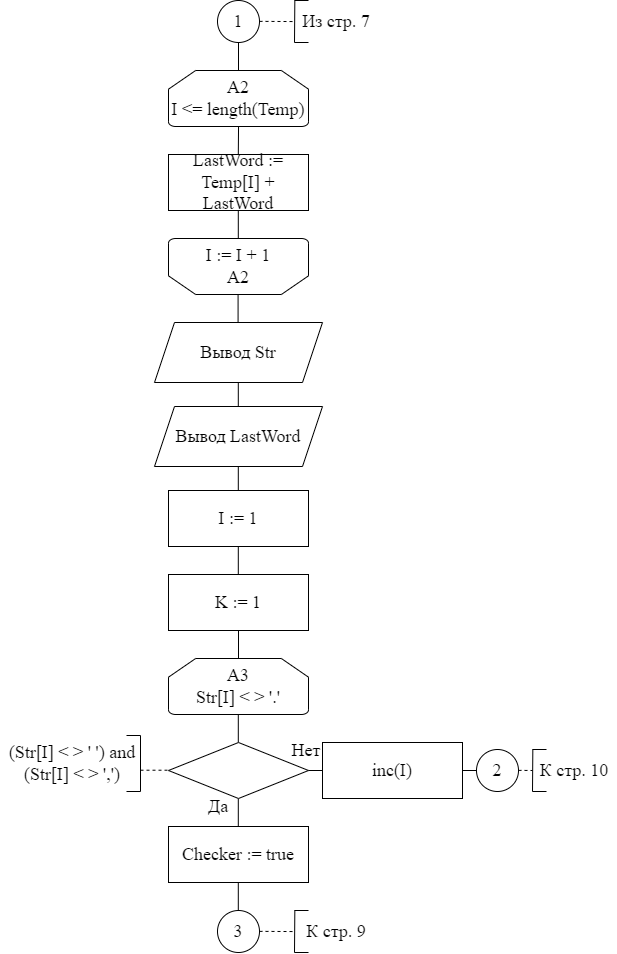 1
Из стр. 7
A2
I <= length(Temp)
LastWord :=
Temp[I] +
LastWord
I := I + 1
A2
Вывод Str
Вывод LastWord
I := 1
K := 1
A3
Str[I] < > '.'
(Str[I] < > ' ') and
(Str[I] < > ',')
Нет
inc(I)
2
К стр. 10
Да
Checker := true
3
К стр. 9